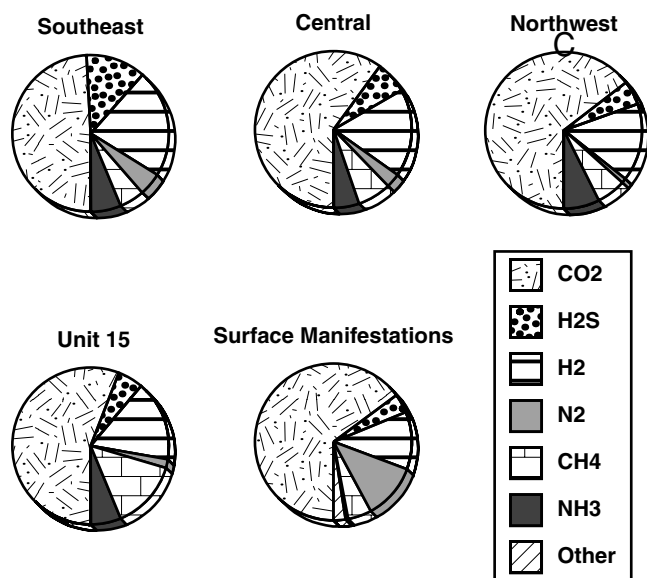 Southeast
Central
Northwest
C
Unit 15
Surface Manifestations
CO2
H2S
H2
N2
CH4
NH3
Other